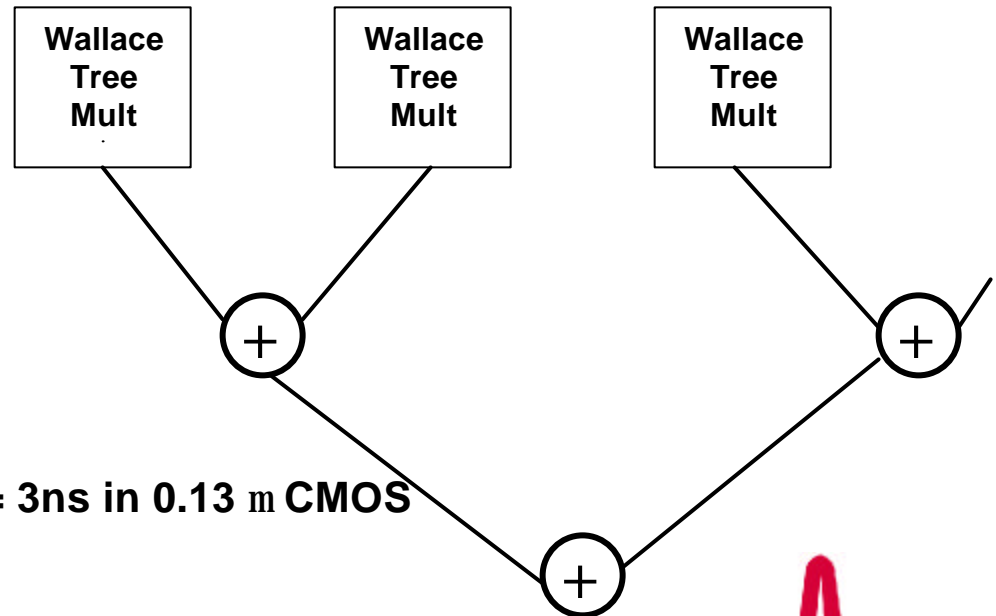 Wallace
Tree
Mult
.
Wallace
Tree
Mult
Wallace
Tree
Mult
+
+
= 3ns in 0.13 m CMOS
+